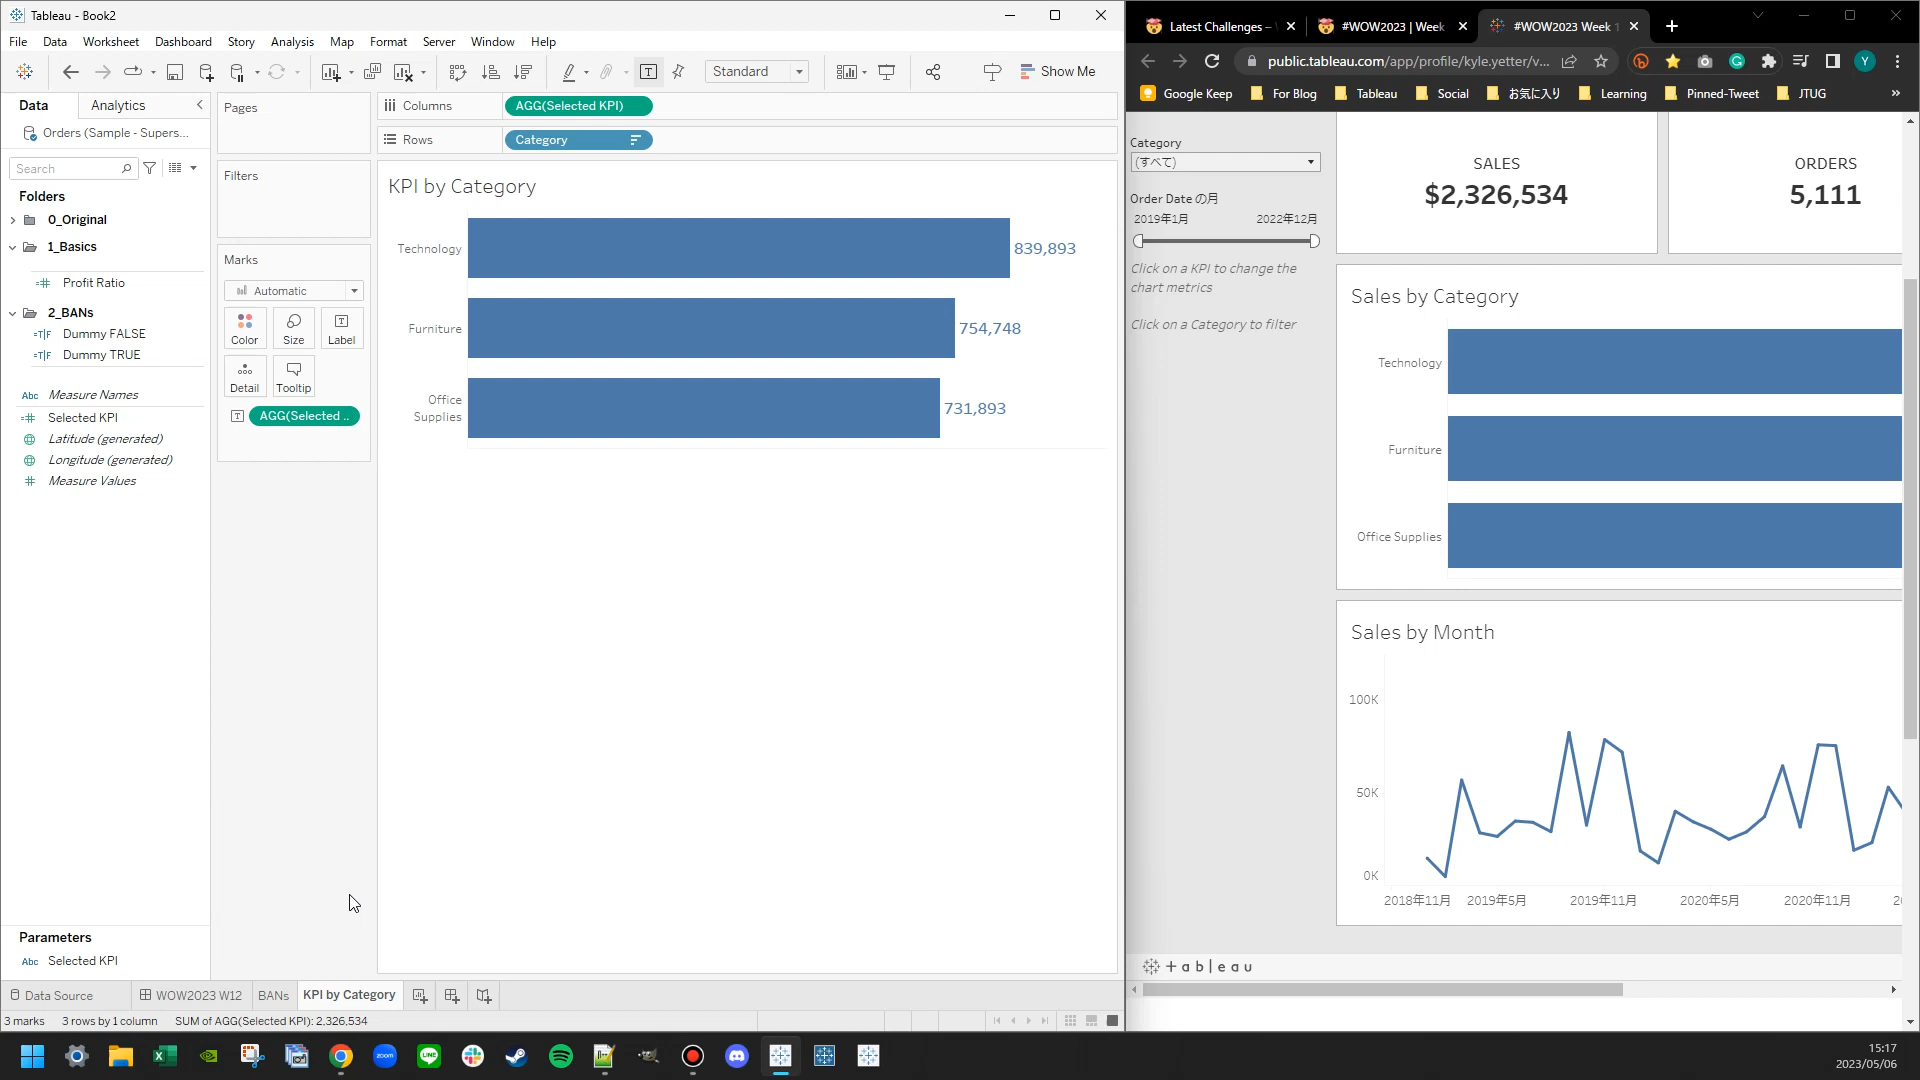 Tableau - Book2
File Data Worksheet Dashboard Story Analysis Map Format Server Window Help
Standard
Show Me
Data
Analytics
Orders (Sample - Supers...
Search
Folders
0_Original
1_Basics
Profit Ratio
2_BANs
Dummy FALSE
Dummy TRUE
Abc Measure Names
Selected KPI
Latitude (generated)
Longitude (generated)
Measure Values
Parameters
Abc Selected KPI
Pages
Filters
Marks
Automatic
Color
Size
Label
Detail
Tooltip
AGG(Selected ..
Columns
AGG(Selected KPI)
Rows
Category
KPI by Category
Technology
839,893
Furniture
754,748
Office
Supplies
731,893
Data Source
WOW2023 W12
BANs
KPI by Category
3 marks
3 rows by 1 column
SUM of AGG(Selected KPI): 2,326,534
Latest Challenges –
#WOW2023 | Week
#WOW2023 Week 1
public.tableau.com/app/profile/kyle.yetter/v...
Y
Google Keep
For Blog
Tableau
Social
お気に入り
Learning
Pinned-Tweet
JTUG
»
Category
(すべて)
Order Date の月
2019年1月
2022年12月
Click on a KPI to change the
chart metrics
Click on a Category to filter
SALES
$2,326,534
ORDERS
5,111
Sales by Category
Technology
Furniture
Office Supplies
Sales by Month
100K
50K
0K
2018年11月
2019年5月
2019年11月
2020年5月
2020年11月
2
+ableau
zoom
LINE
15:17
2023/05/06